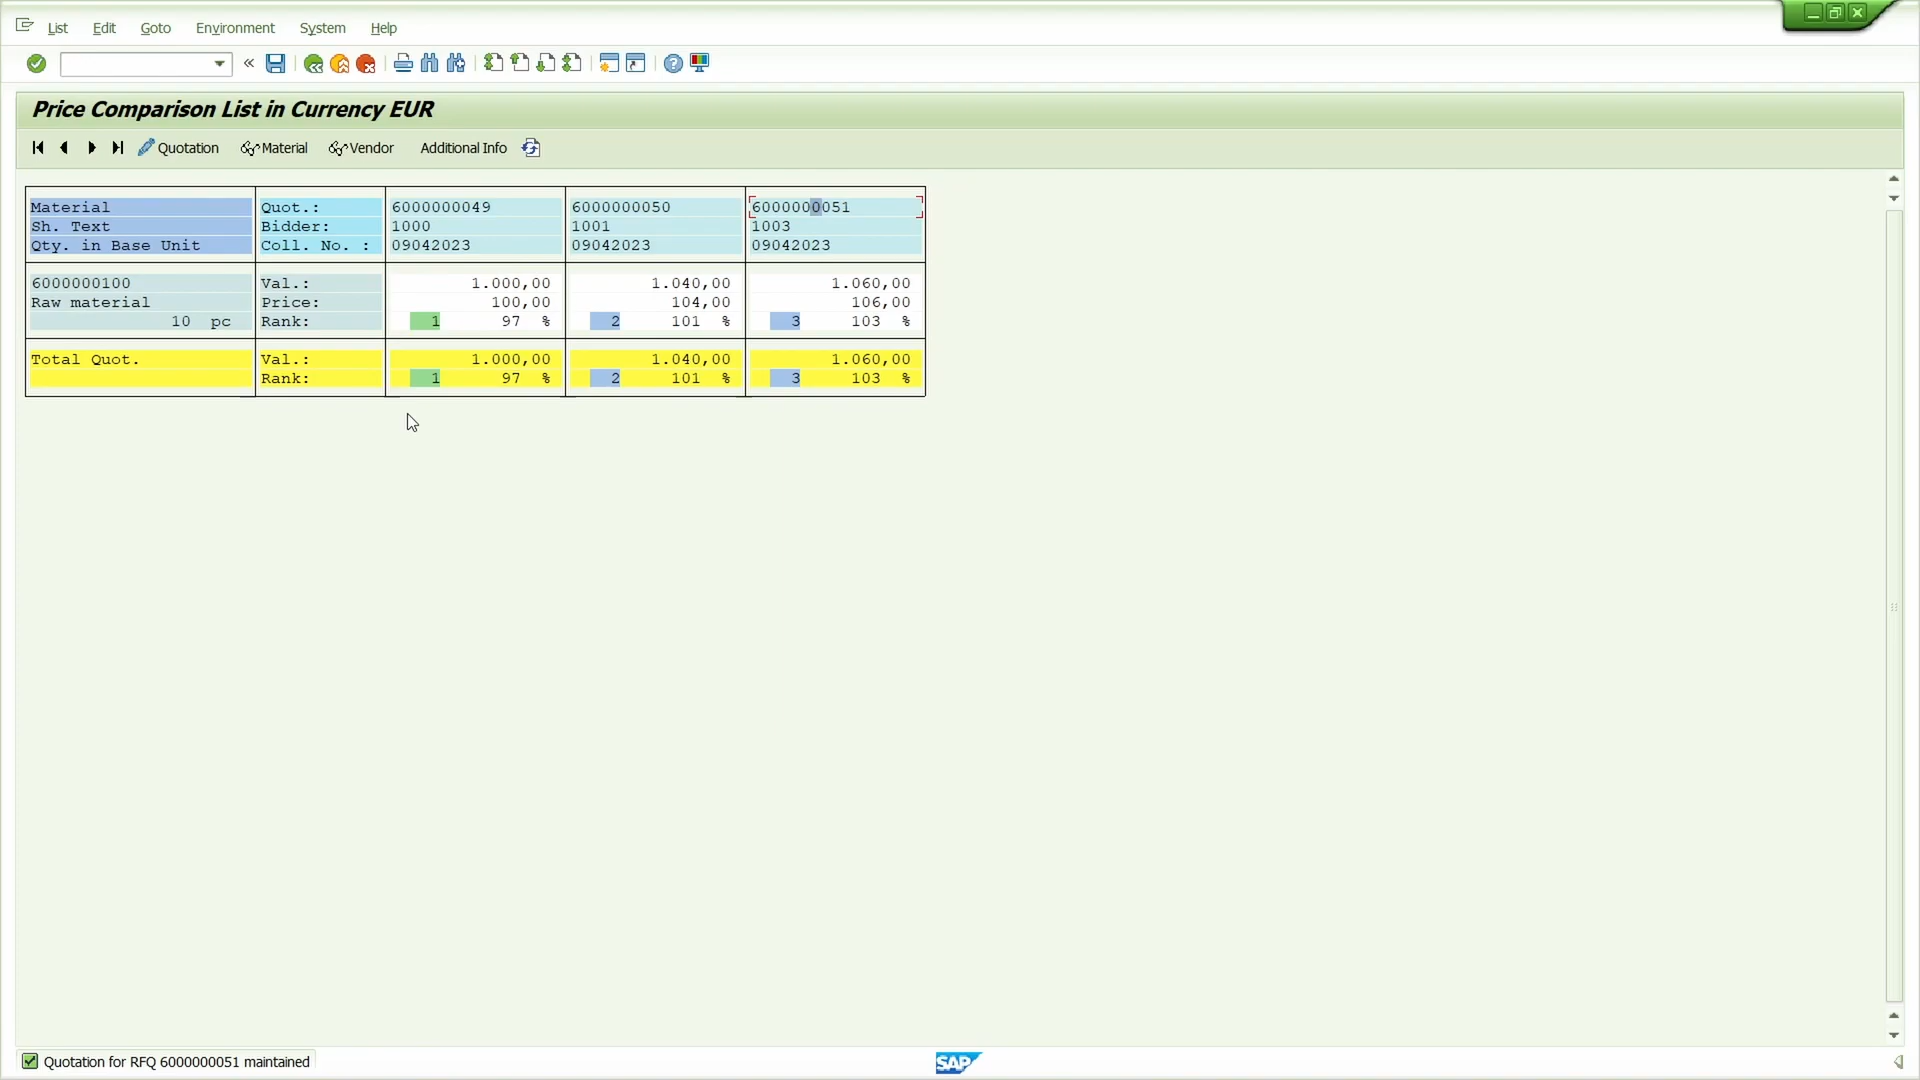 List Edit Goto Environment System Help
Price Comparison List in Currency EUR
Quotation Material Vendor Additional Info
Material Quot.: 6000000049 6000000050 6000000051
Sh. Text Bidder: 1000 1001 1003
Qty. in Base Unit Coll. No. : 09042023 09042023 09042023
6000000100 Val.: 1.000,00 1.040,00 1.060,00
Raw material Price: 100,00 104,00 106,00
10 pc Rank: 1 97 % 2 101 % 3 103 %
Total Quot. Val.: 1.000,00 1.040,00 1.060,00
Rank: 1 97 % 2 101 % 3 103 %
Quotation for RFQ 6000000051 maintained
SAP